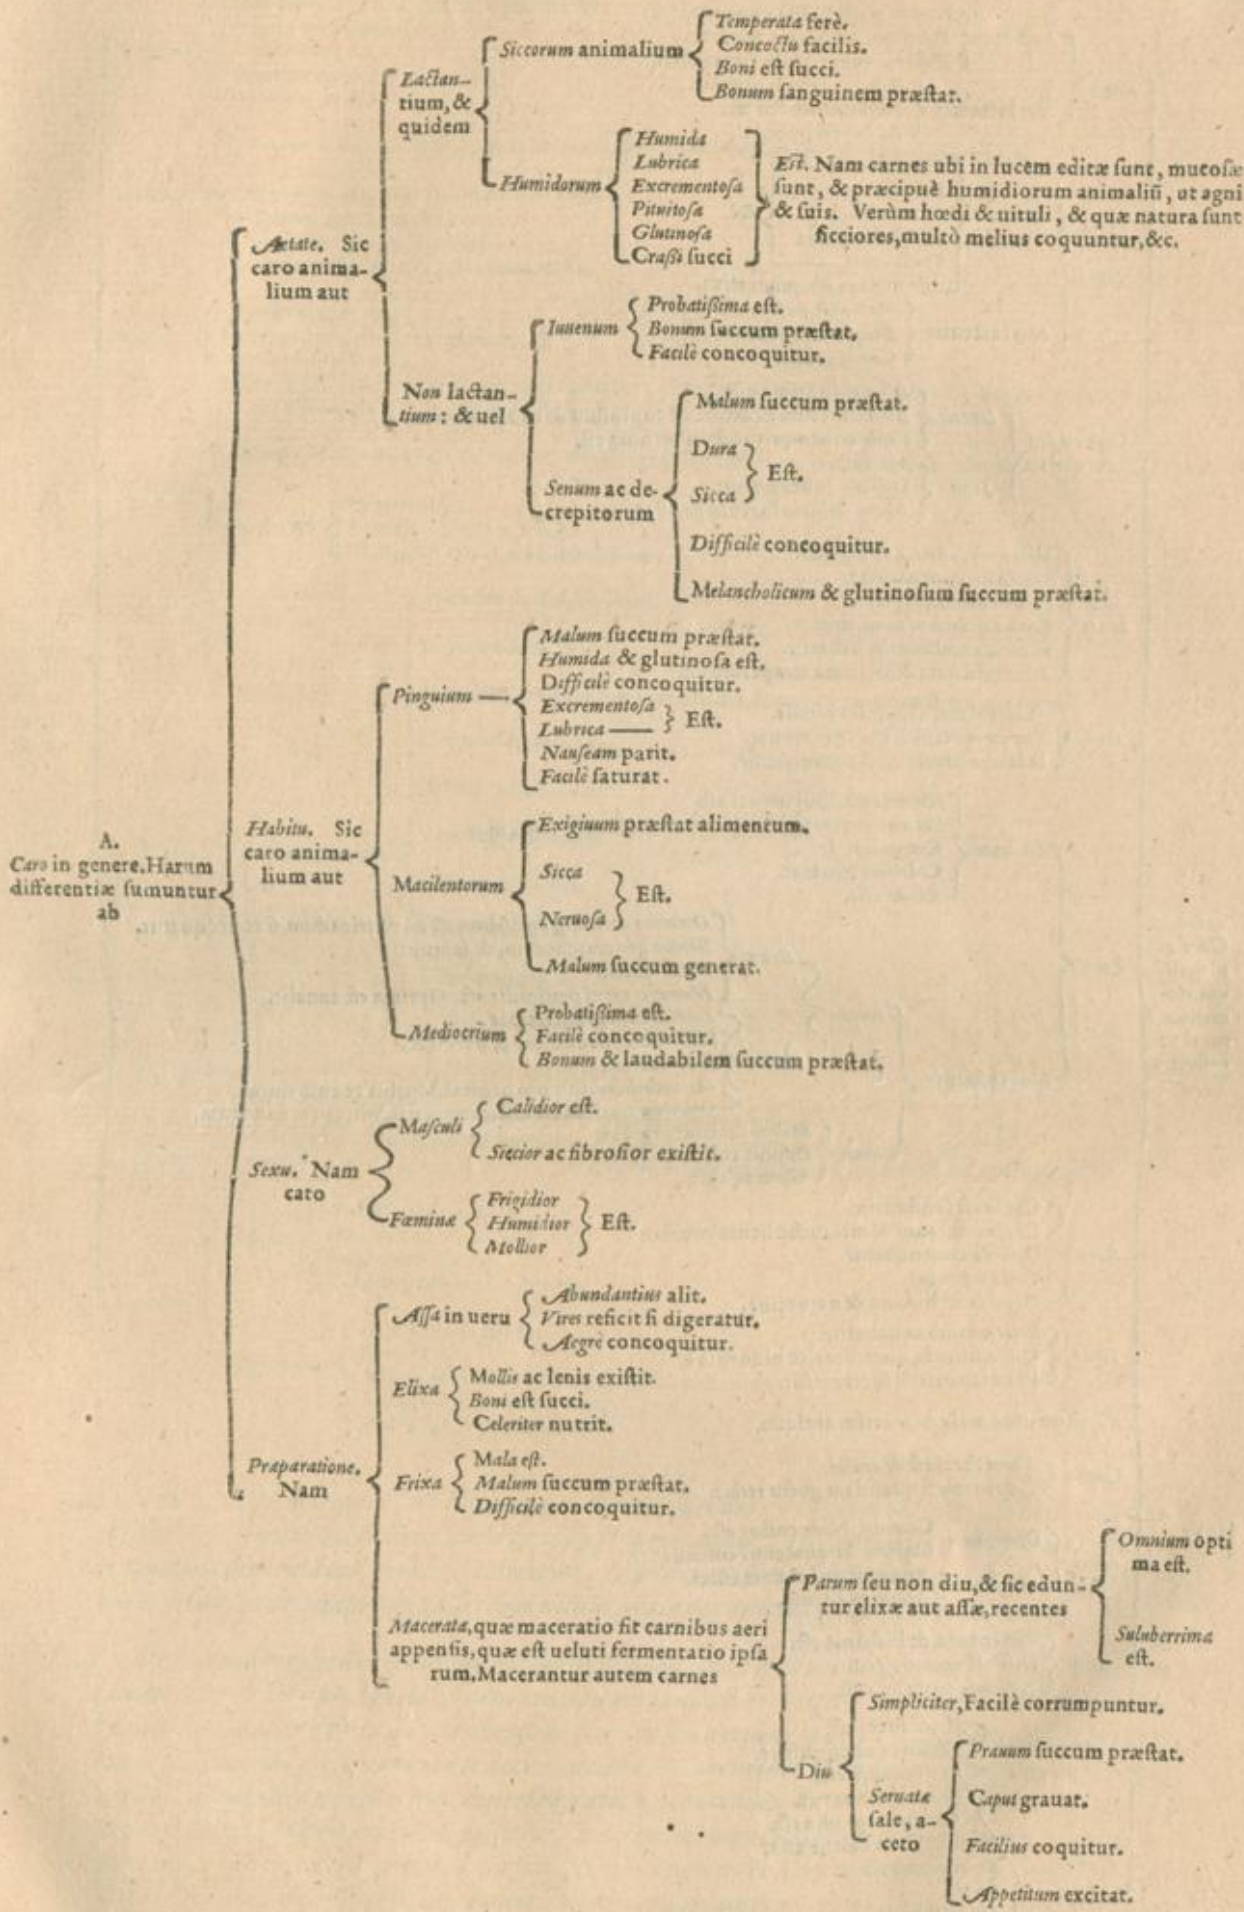 A.
Caro in genere. Harum
differentiæ sumuntur
ab
Ætate. Sic
caro anima-
lium aut
Lactan-
tium, &
quidem
Siccorum animalium
Temperata ferè.
Concoctu facilis.
Boni est succi.
Bonum sanguinem præstat.
Humidorum
Humida
Lubrica
Excrementosa
Pituitosa
Glutinosa
Craßi succi
Est. Nam carnes ubi in lucem editæ sunt, mucosæ
sunt, & præcipuè humidiorum animaliũ, ut agni
& suis. Verùm hœdi & uituli, & quæ natura sunt
sicciores, multò melius coquuntur, &c.
Non lactan-
tium: & uel
Iuuenum
Probatißima est.
Bonum succum præstat.
Facilè concoquitur.
Senum ac de-
crepitorum
Malum succum præstat.
Dura
Sicca
Est.
Difficilè concoquitur.
Melancholicum & glutinosum succum præstat.
Habitu. Sic
caro anima-
lium aut
Pinguium
Malum succum præstat.
Humida & glutinosa est.
Difficilè concoquitur.
Excrementosa
Lubrica
Est.
Nauseam parit.
Facilè saturat.
Macilentorum
Exiguum præstat alimentum.
Sicca
Neruosa
Est.
Malum succum generat.
Mediocrium
Probatißima est.
Facilè concoquitur.
Bonum & laudabilem succum præstat.
Sexu. Nam
cato
Masculi
Calidior est.
Siccior ac fibrosior existit.
Fœminæ
Frigidior
Humidior
Mollior
Est.
Præparatione.
Nam
Assa in ueru
Abundantius alit.
Vires reficit si digeratur.
Aegrè concoquitur.
Elixa
Mollis ac lenis existit.
Boni est succi.
Celeriter nutrit.
Frixa
Mala est.
Malum succum præstat.
Difficilè concoquitur.
Macerata, quæ maceratio fit carnibus aeri
appensis, quæ est ueluti fermentatio ipsa
rum, Macerantur autem carnes
Parum seu non diu, & sic edun-
tur elixæ aut assæ, recentes
Omnium opti
ma est.
Saluberrima
est.
Diu
Simpliciter, Facilè corrumpuntur.
Seruatæ
sale, a-
ceto
Prauum succum præstat.
Caput grauat.
Facilius coquitur.
Appetitum excitat.